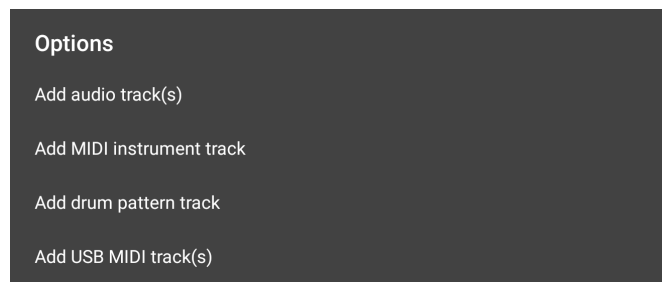 Options
Add audio track(s)
Add MIDI instrument track
Add drum pattern track
Add USB MIDI track(s)